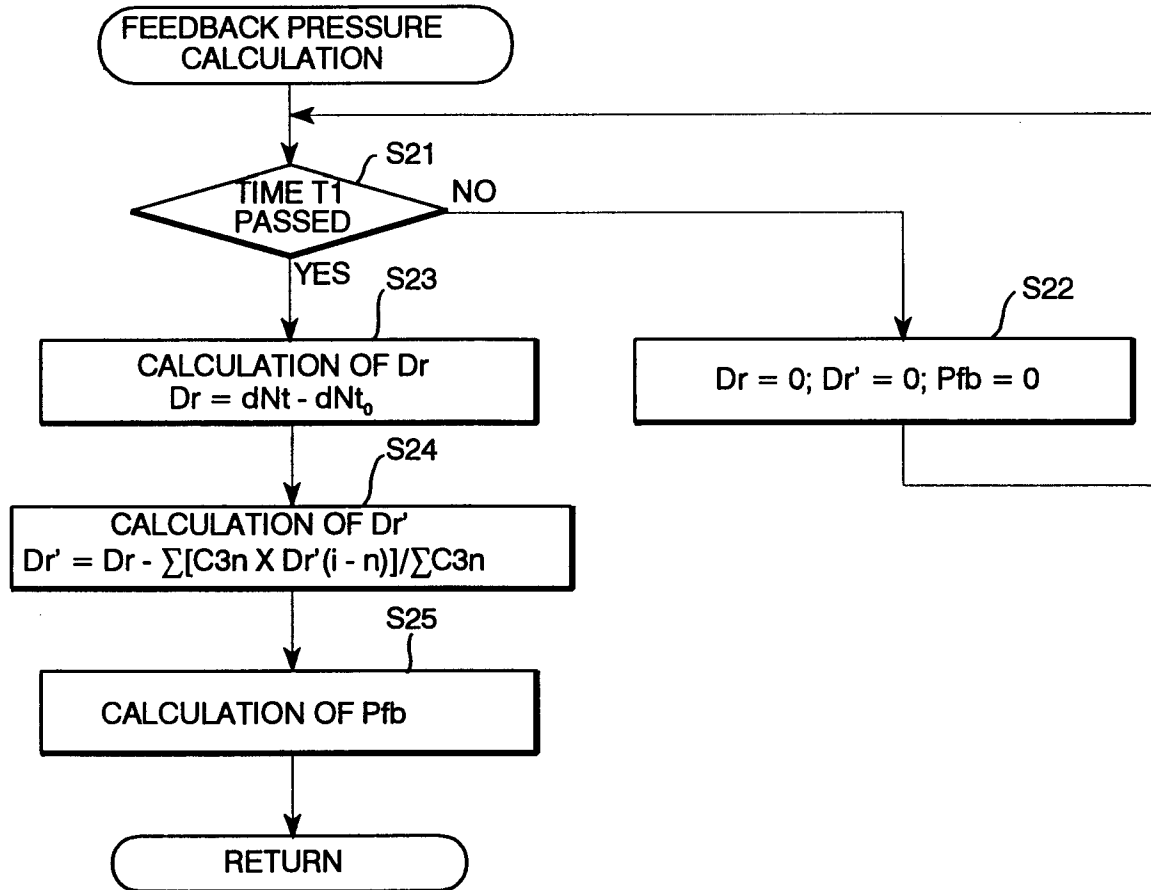 FEEDBACK PRESSURE
CALCULATION
S21
TIME T1
PASSED
NO
YES
S23
CALCULATION OF Dr
Dr = dNt - dNt₀
S22
Dr = 0; Dr' = 0; Pfb = 0
S24
CALCULATION OF Dr'
Dr' = Dr - ∑[C3n X Dr'(i - n)]/∑C3n
S25
CALCULATION OF Pfb
RETURN